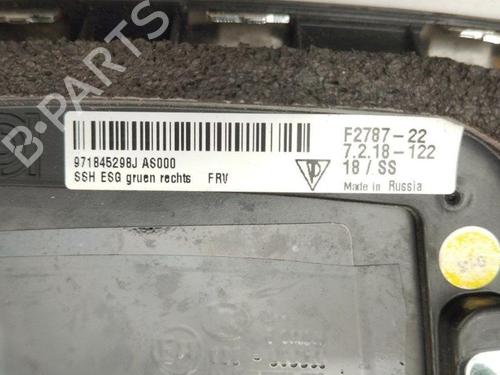 B-PARTS
971845298J AS000
SSH ESG gruen rechts FRV
F2787-22
7.2.18-122
18 / SS
Made in Russia